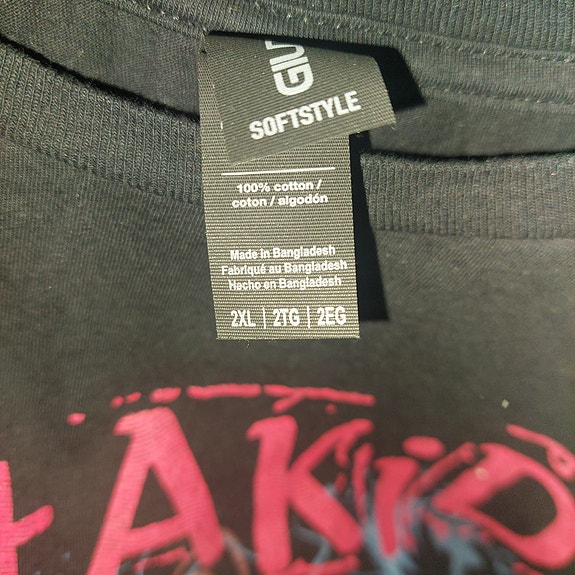 SOFTSTYLE
100% cotton /
coton / algodón
Made in Bangladesh
Fabriqué au Bangladesh
Hecho en Bangladesh
2XL | 2TG | 2EG